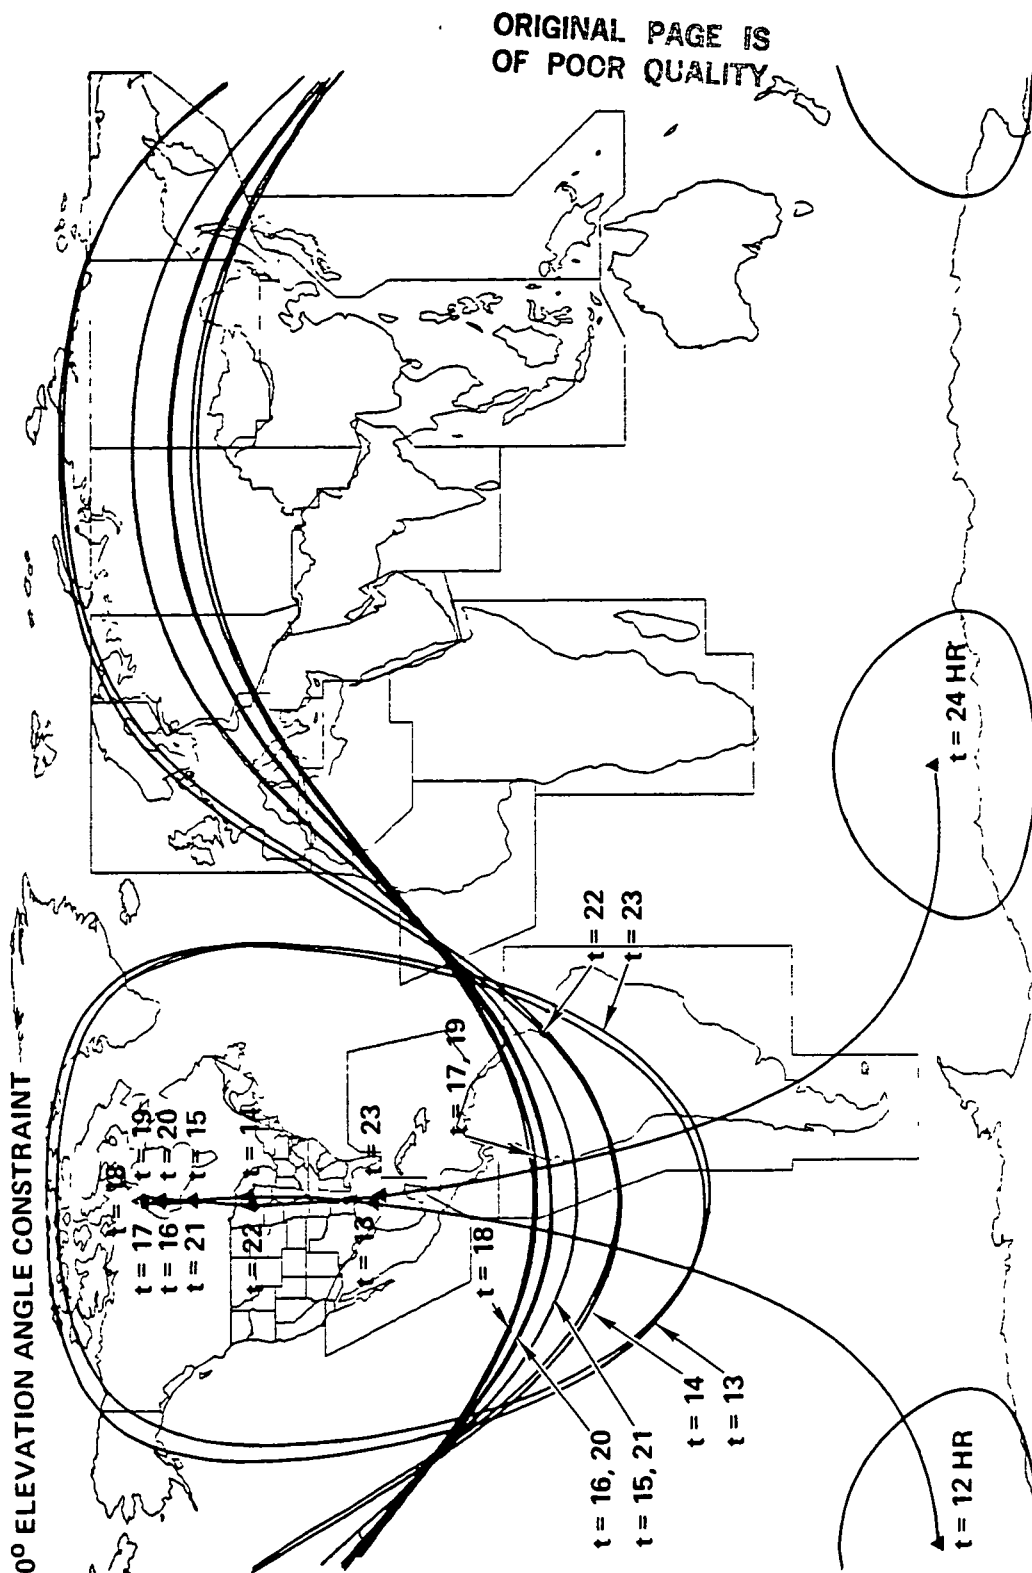 ORIGINAL PAGE IS
OF POOR QUALITY
0° ELEVATION ANGLE CONSTRAINT
t = 18
t = 17
t = 19
t = 16
t = 20
t = 21
t = 15
t = 22
t = 14
t = 13
t = 23
t = 18
t = 17, 19
t = 16, 20
t = 15, 21
t = 14
t = 13
t = 22
t = 23
t = 12 HR
t = 24 HR